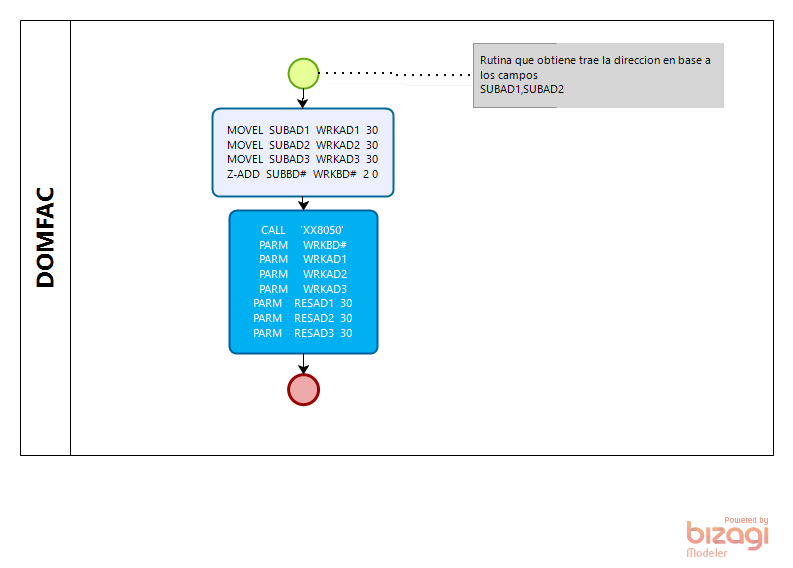 DOMFAC
Rutina que obtiene trae la direccion en base a
los campos
SUBAD1,SUBAD2
MOVEL SUBAD1 WRKAD1 30
MOVEL SUBAD2 WRKAD2 30
MOVEL SUBAD3 WRKAD3 30
Z-ADD SUBBD# WRKBD# 2 0
CALL 'XX8050'
PARM WRKBD#
PARM WRKAD1
PARM WRKAD2
PARM WRKAD3
PARM RESAD1 30
PARM RESAD2 30
PARM RESAD3 30
Powered by
bizagi
Modeler